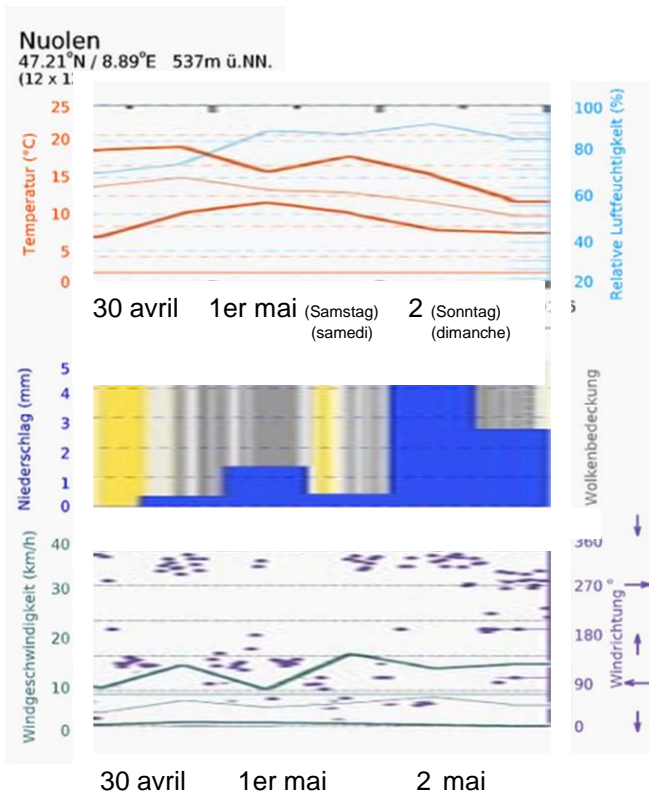 Nuolen
47.21°N / 8.89°E 537m ü.NN.
(12 x 1
Temperatur (°C)
25
20
15
10
5
0
100
80
60
40
20
Relative Luftfeuchtigkeit (%)
30 avril 1er mai (Samstag) 2 (Sonntag)
(samedi) (dimanche)
Niederschlag (mm)
5
4
3
2
1
0
Wolkenbedeckung
Windgeschwindigkeit (km/h)
40
30
20
10
0
360
270
180
90
0
Windrichtung °
30 avril 1er mai 2 mai